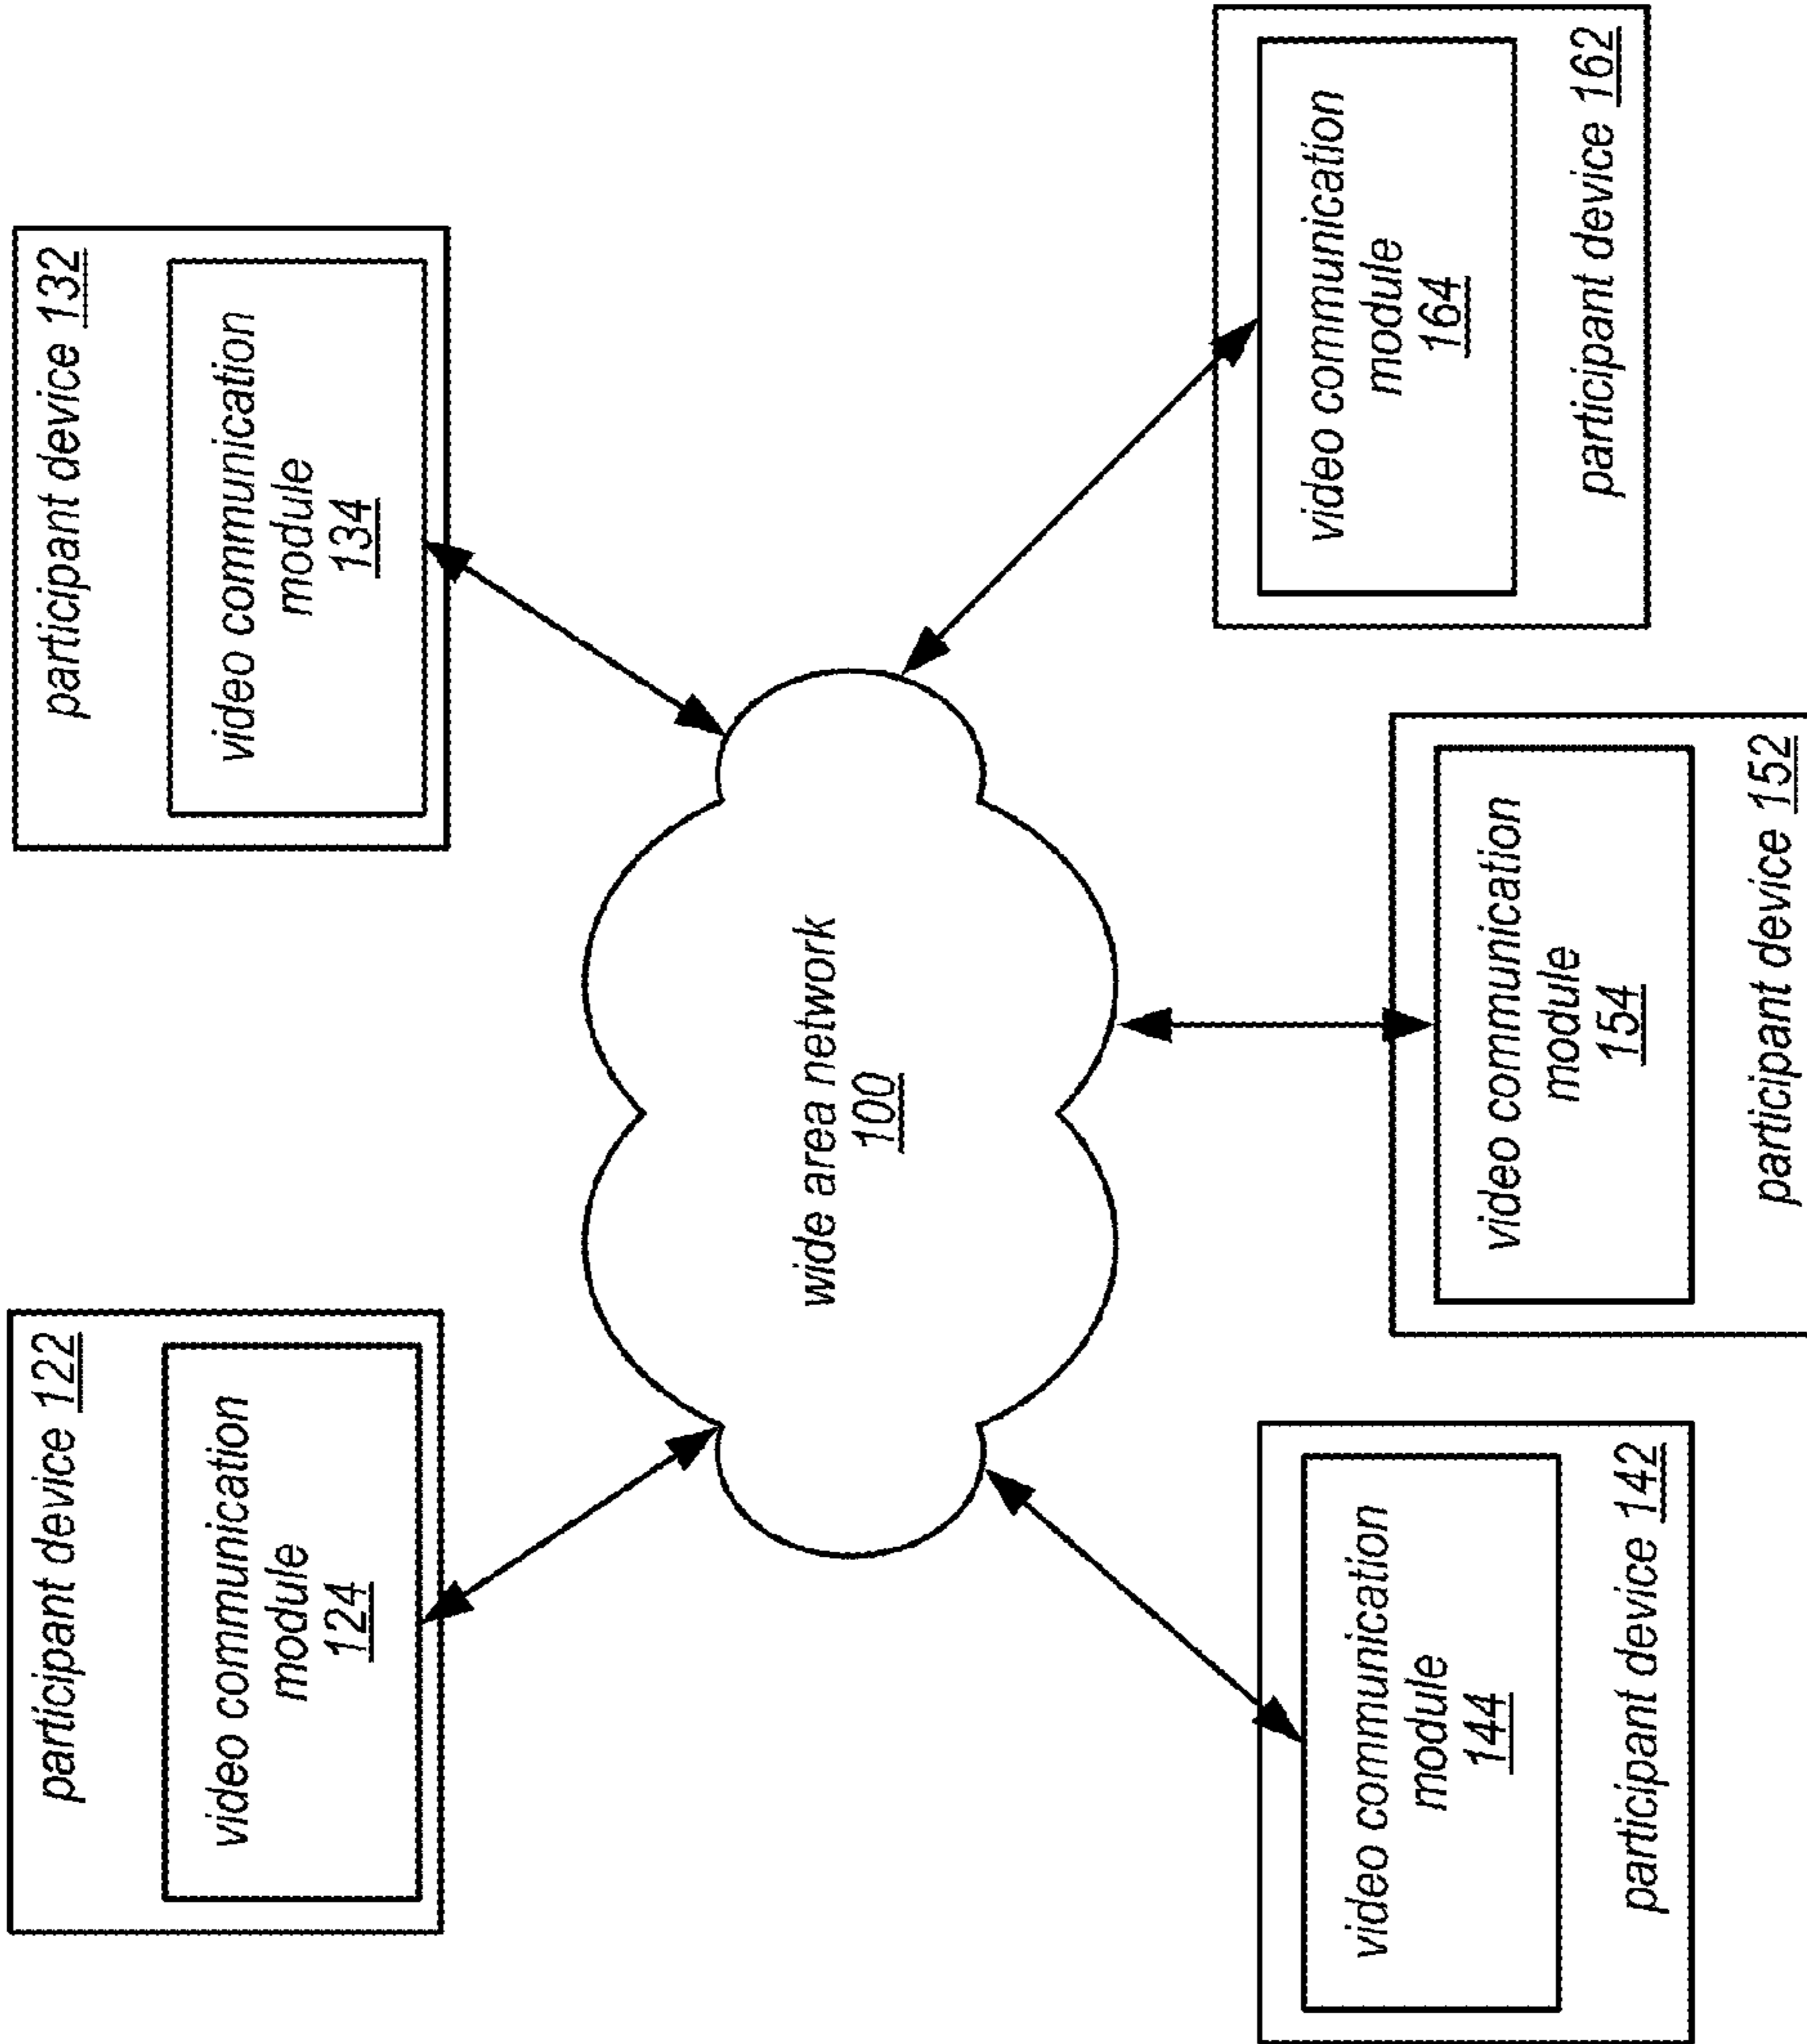 participant device 122
video communication
module
124
participant device 132
video communication
module
134
wide area network
100
video communication
module
144
participant device 142
video communication
module
154
participant device 152
video communication
module
164
participant device 162